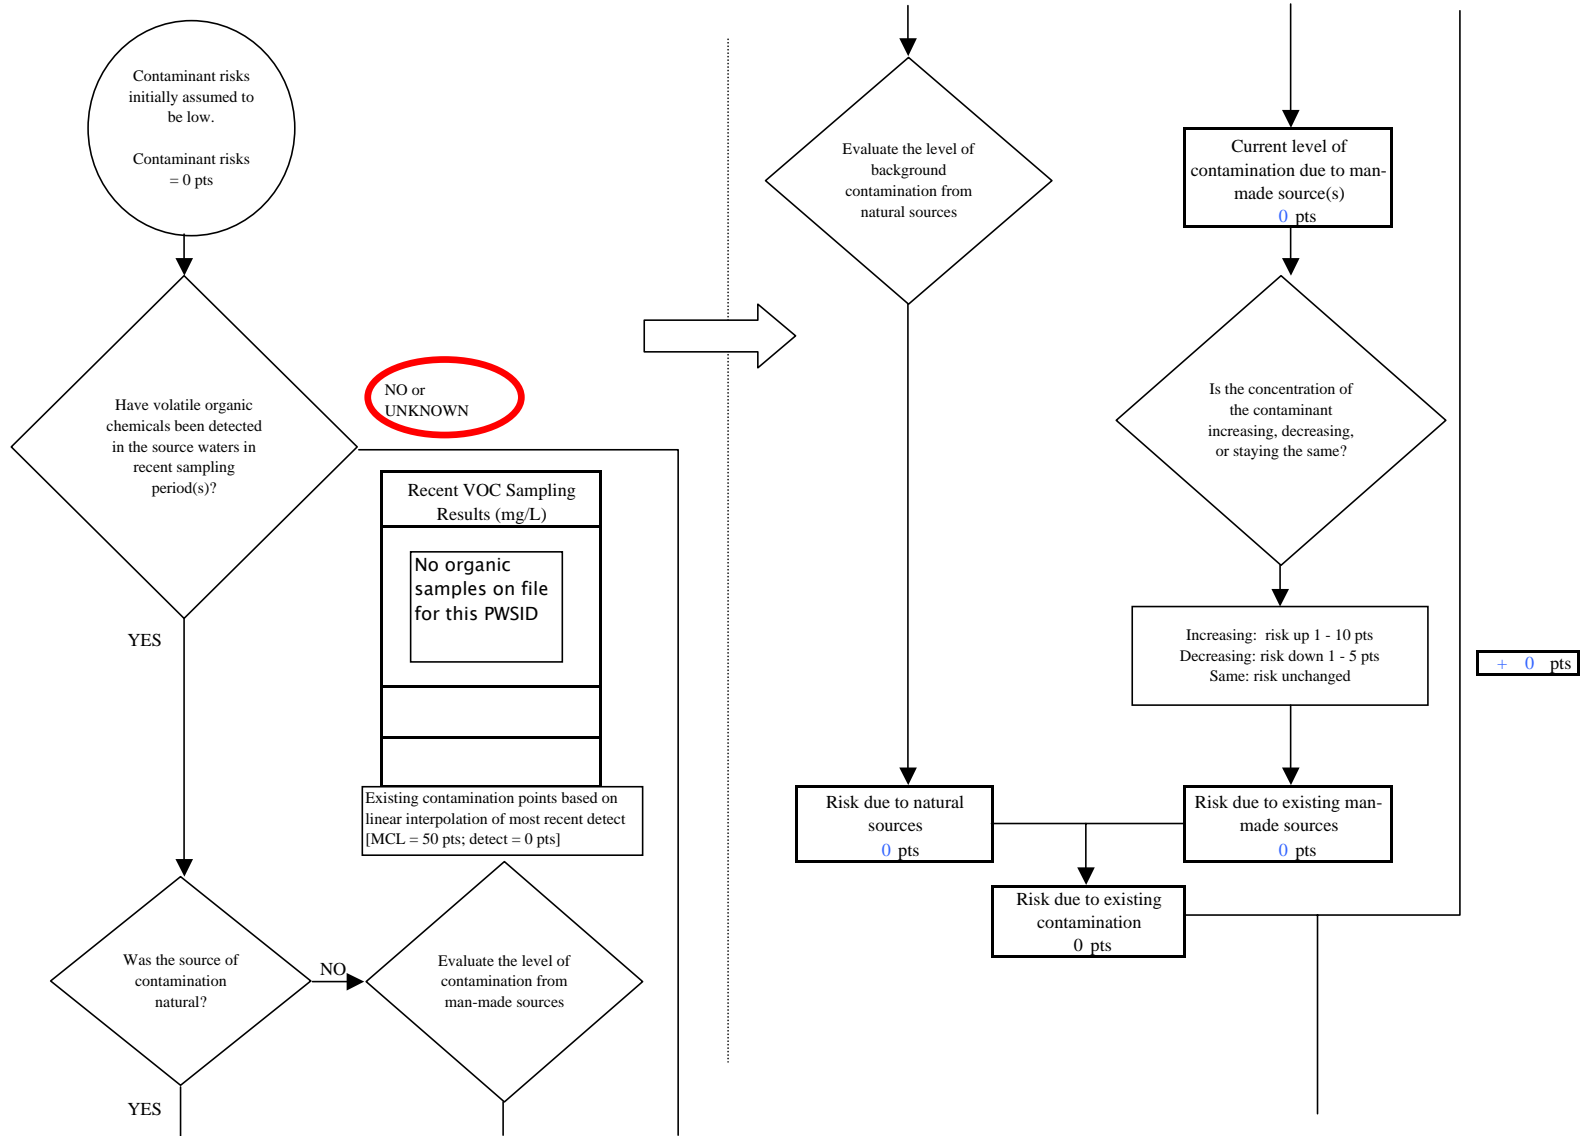 Contaminant risks
initially assumed to
be low.
Contaminant risks
= 0 pts
Have volatile organic
chemicals been detected
in the source waters in
recent sampling
period(s)?
NO or
UNKNOWN
Recent VOC Sampling
Results (mg/L)
No organic
samples on file
for this PWSID
YES
Existing contamination points based on
linear interpolation of most recent detect
[MCL = 50 pts; detect = 0 pts]
Was the source of
contamination
natural?
NO
Evaluate the level of
contamination from
man-made sources
YES
Evaluate the level of
background
contamination from
natural sources
Current level of
contamination due to man-
made source(s)
0 pts
Is the concentration of
the contaminant
increasing, decreasing,
or staying the same?
Increasing: risk up 1 - 10 pts
Decreasing: risk down 1 - 5 pts
Same: risk unchanged
+ 0 pts
Risk due to natural
sources
0 pts
Risk due to existing man-
made sources
0 pts
Risk due to existing
contamination
0 pts